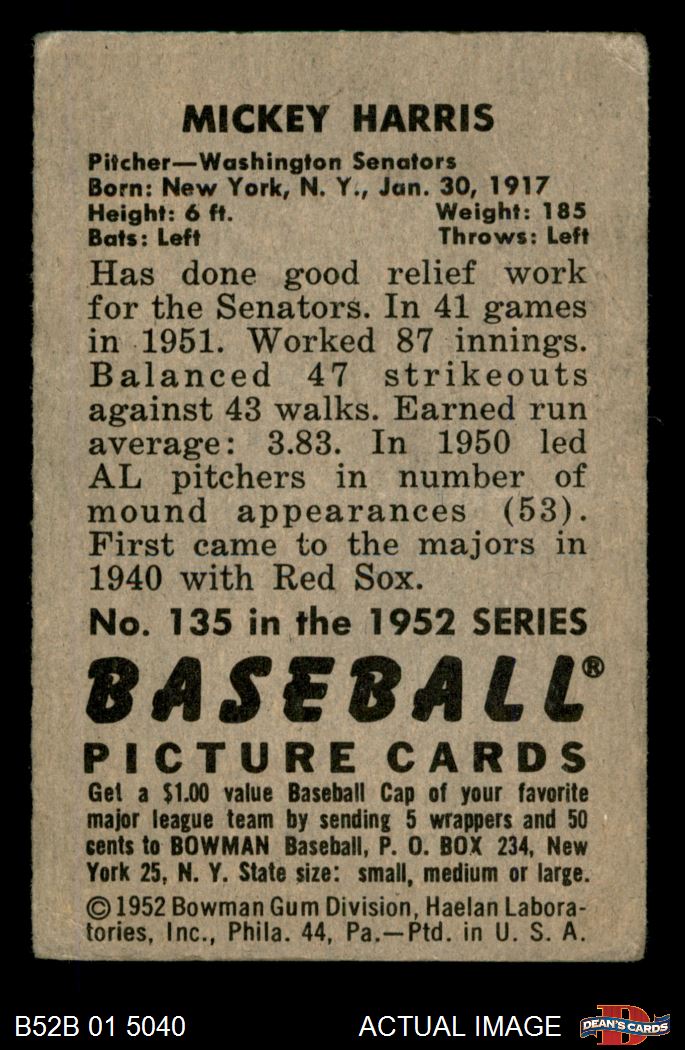 MICKEY HARRIS
Pitcher—Washington Senators
Born: New York, N. Y., Jan. 30, 1917
Height: 6 ft. Weight: 185
Bats: Left Throws: Left
Has done good relief work
for the Senators. In 41 games
in 1951. Worked 87 innings.
Balanced 47 strikeouts
against 43 walks. Earned run
average: 3.83. In 1950 led
AL pitchers in number of
mound appearances (53).
First came to the majors in
1940 with Red Sox.
No. 135 in the 1952 SERIES
BASEBALL®
PICTURE CARDS
Get a $1.00 value Baseball Cap of your favorite
major league team by sending 5 wrappers and 50
cents to BOWMAN Baseball, P. O. BOX 234, New
York 25, N. Y. State size: small, medium or large.
© 1952 Bowman Gum Division, Haelan Labora-
tories, Inc., Phila. 44, Pa.—Ptd. in U. S. A.
B52B 01 5040 ACTUAL IMAGE D DEAN'S CARDS